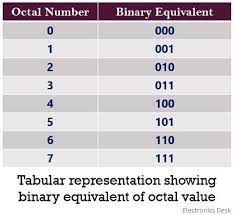 Octal Number Binary Equivalent
0 000
1 001
2 010
3 011
4 100
5 101
6 110
7 111
Tabular representation showing
binary equivalent of octal value
Electronics Desk